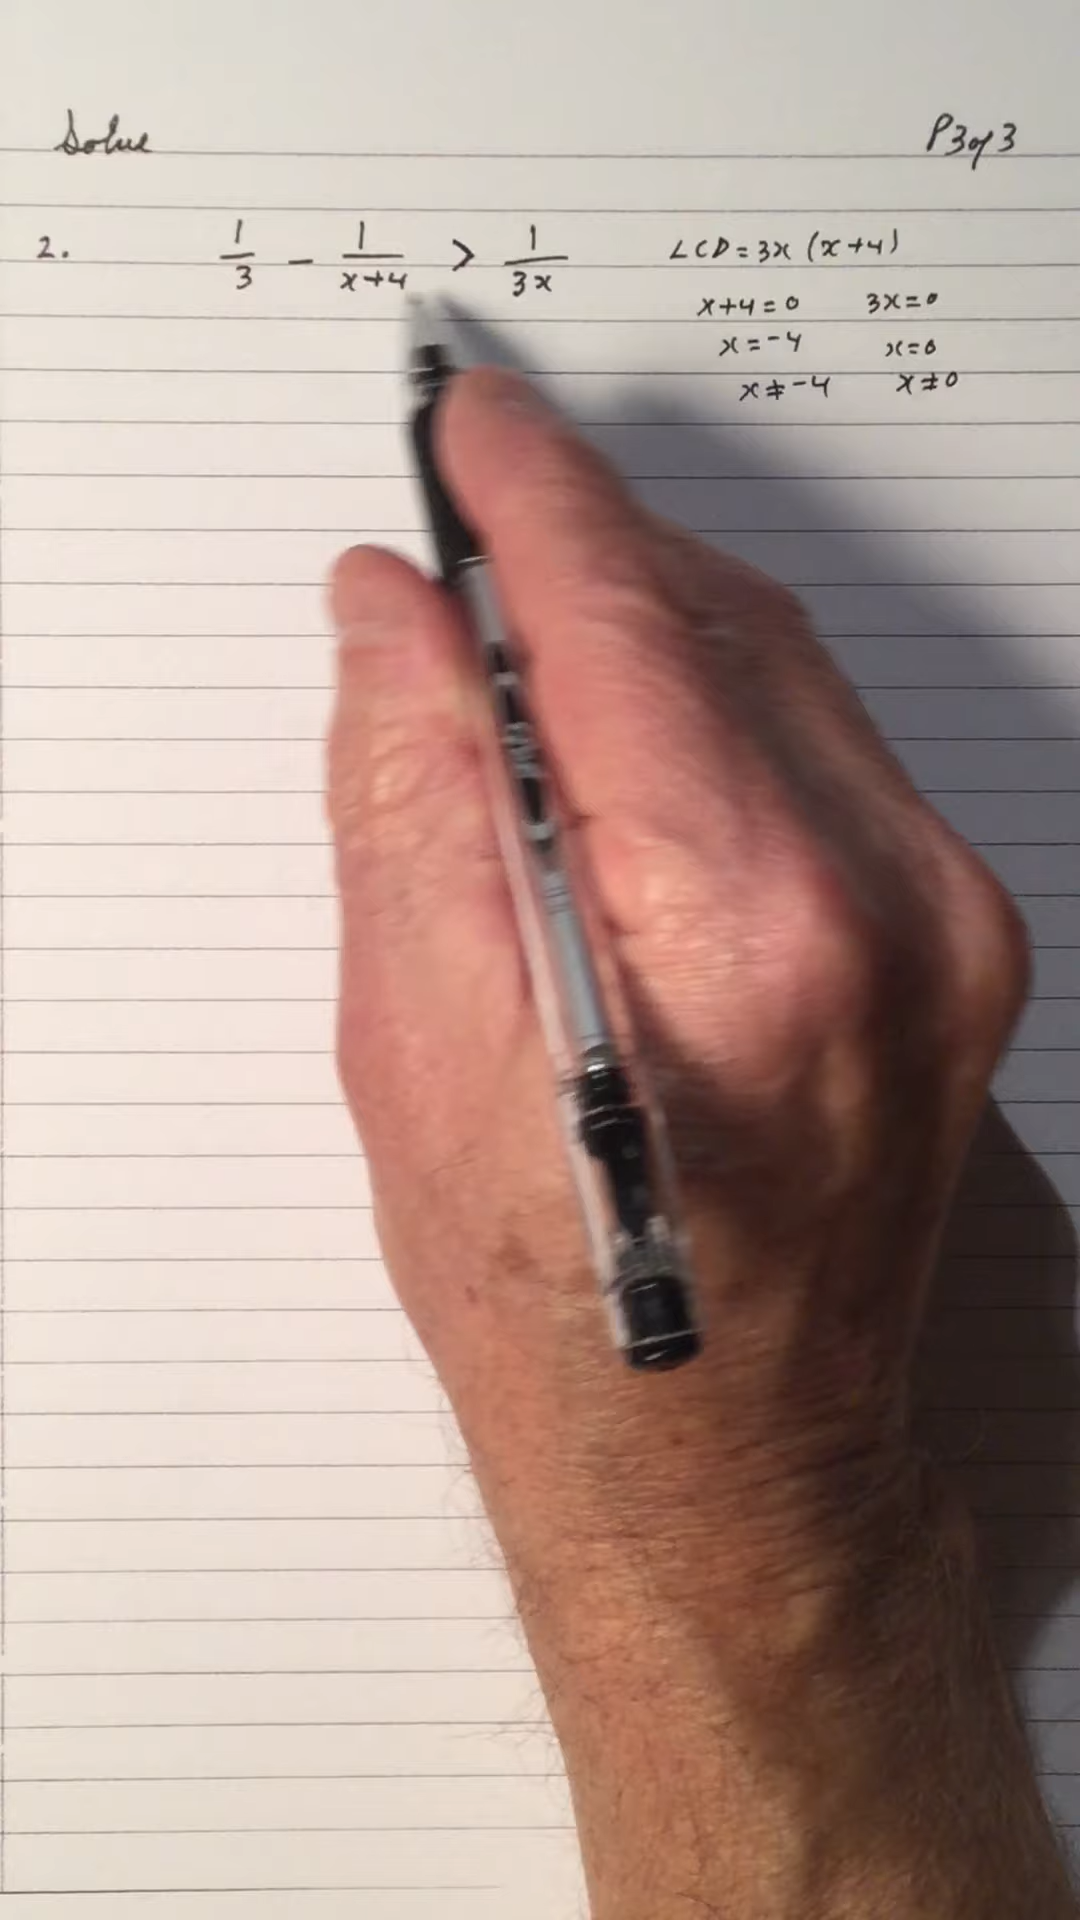 Solve P3of3
2. 1/3 - 1/(x+4) > 1/(3x) LCD = 3x (x+4)
x+4=0 3x=0
x=-4 x=0
x≠-4 x≠0